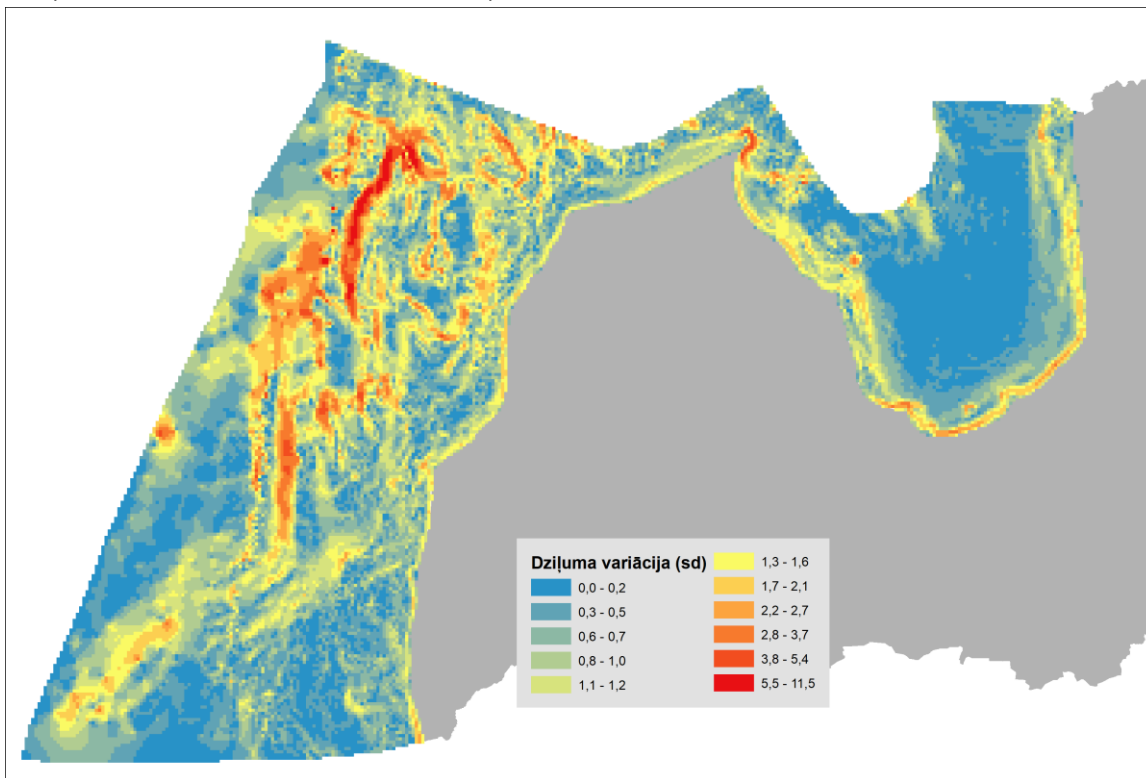 Dziļuma variācija (sd)
0,0 - 0,2
0,3 - 0,5
0,6 - 0,7
0,8 - 1,0
1,1 - 1,2
1,3 - 1,6
1,7 - 2,1
2,2 - 2,7
2,8 - 3,7
3,8 - 5,4
5,5 - 11,5